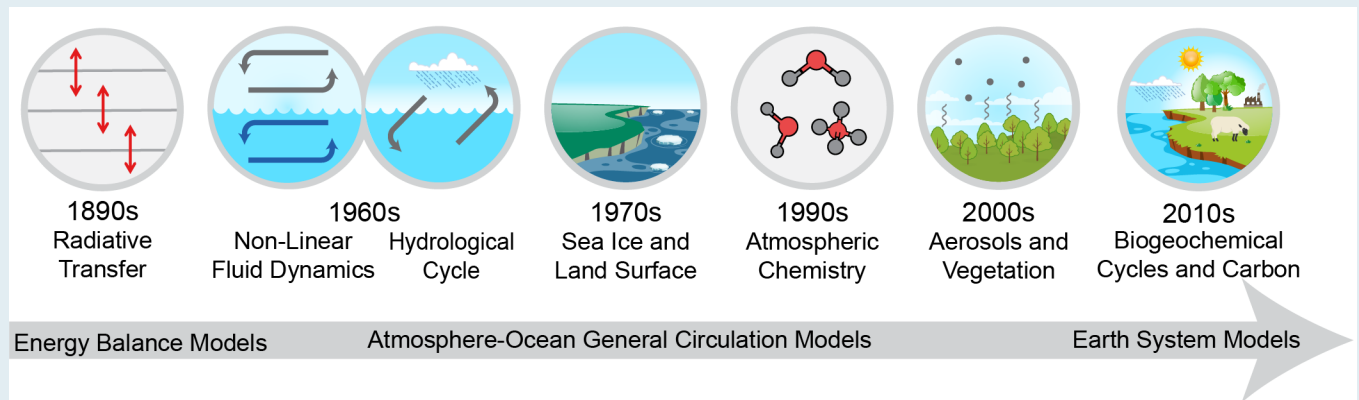 1890s
Radiative
Transfer
1960s
Non-Linear
Fluid Dynamics
Hydrological
Cycle
1970s
Sea Ice and
Land Surface
1990s
Atmospheric
Chemistry
2000s
Aerosols and
Vegetation
2010s
Biogeochemical
Cycles and Carbon
Energy Balance Models
Atmosphere-Ocean General Circulation Models
Earth System Models